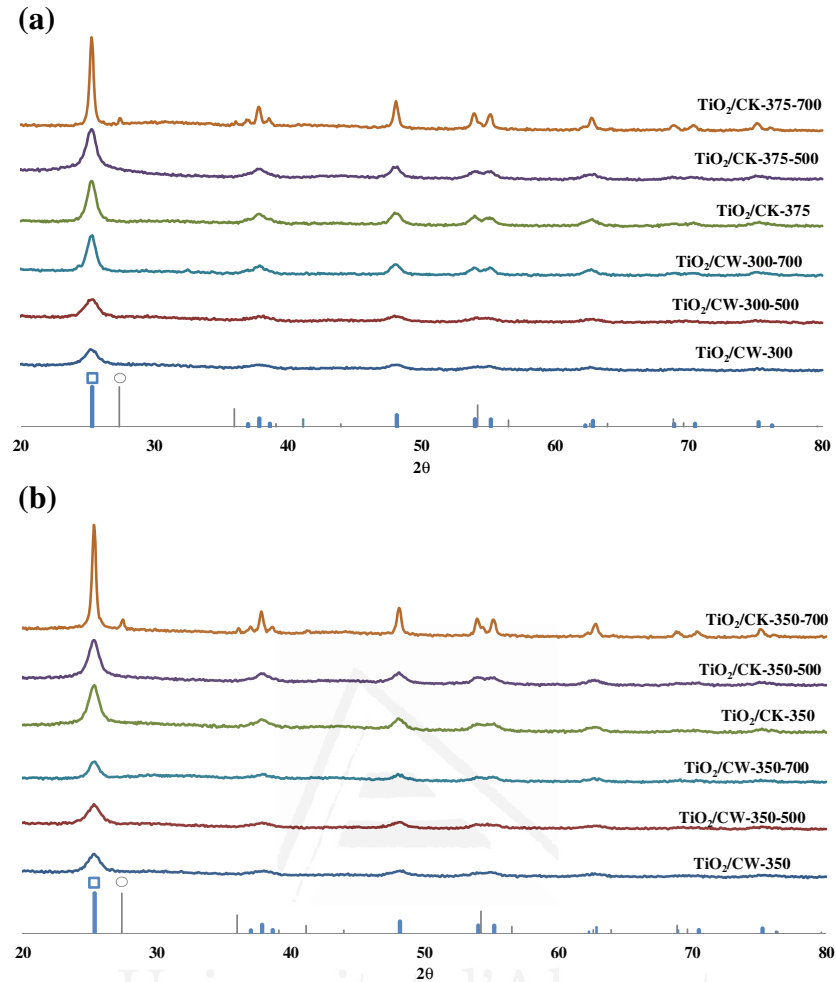 (a)
TiO2/CK-375-700
TiO2/CK-375-500
TiO2/CK-375
TiO2/CW-300-700
TiO2/CW-300-500
TiO2/CW-300
20 30 40 50 60 70 80
2θ
(b)
TiO2/CK-350-700
TiO2/CK-350-500
TiO2/CK-350
TiO2/CW-350-700
TiO2/CW-350-500
TiO2/CW-350
20 30 40 50 60 70 80
2θ